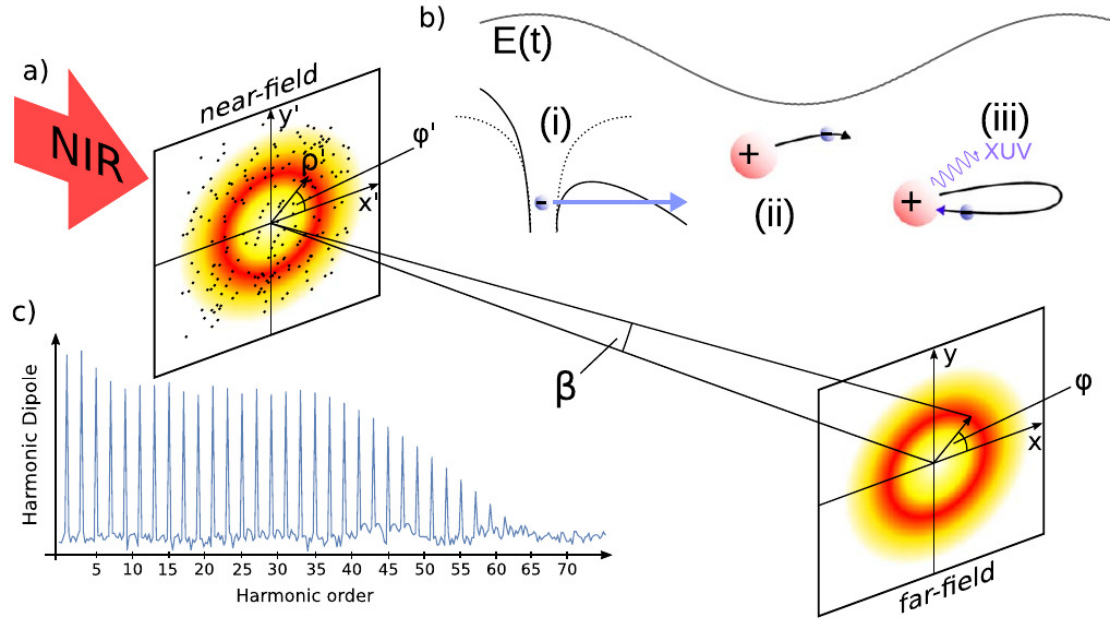 a)
NIR
near-field
y'
φ'
ρ'
x'
b)
E(t)
(i)
-
+
-
(ii)
(iii)
XUV
+
-
β
c)
Harmonic Dipole
5 10 15 20 25 30 35 40 45 50 55 60 65 70
Harmonic order
y
φ
x
far-field